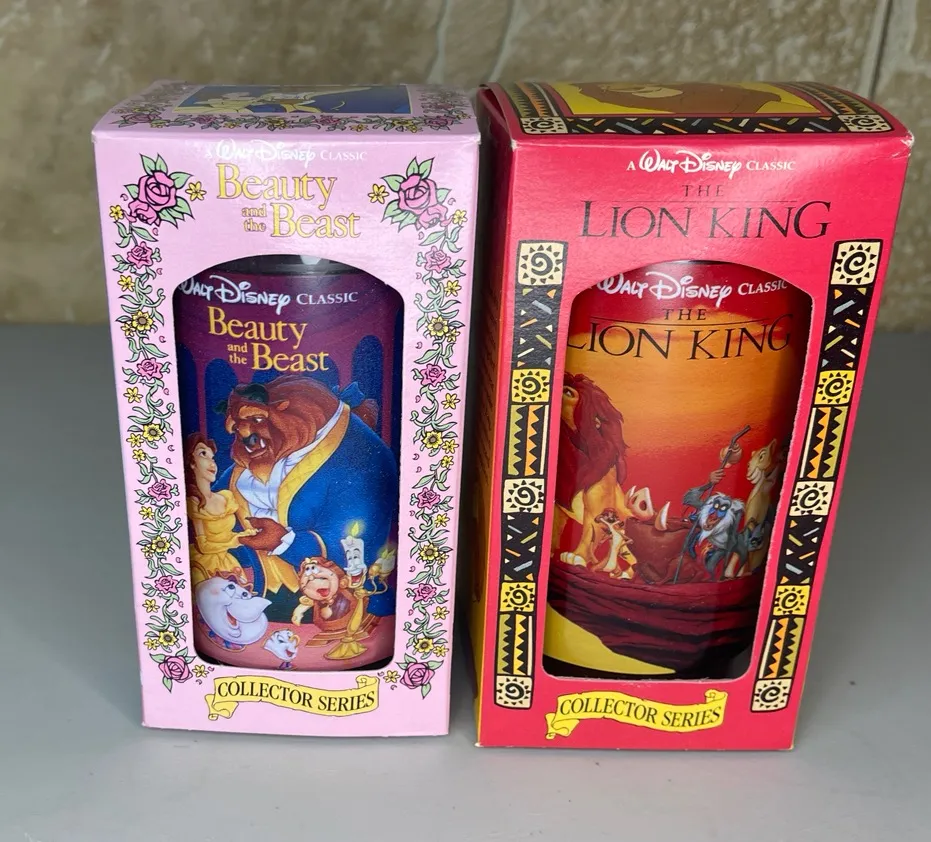 A Walt Disney CLASSIC
Beauty
and the Beast
Walt Disney CLASSIC
Beauty
and the Beast
COLLECTOR SERIES
A Walt Disney CLASSIC
THE
LION KING
Walt Disney CLASSIC
THE
LION KING
COLLECTOR SERIES